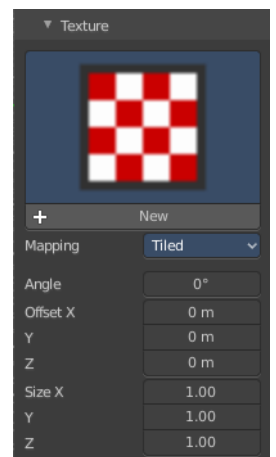 Texture
New
Mapping Tiled
Angle 0°
Offset X 0 m
Y 0 m
Z 0 m
Size X 1.00
Y 1.00
Z 1.00